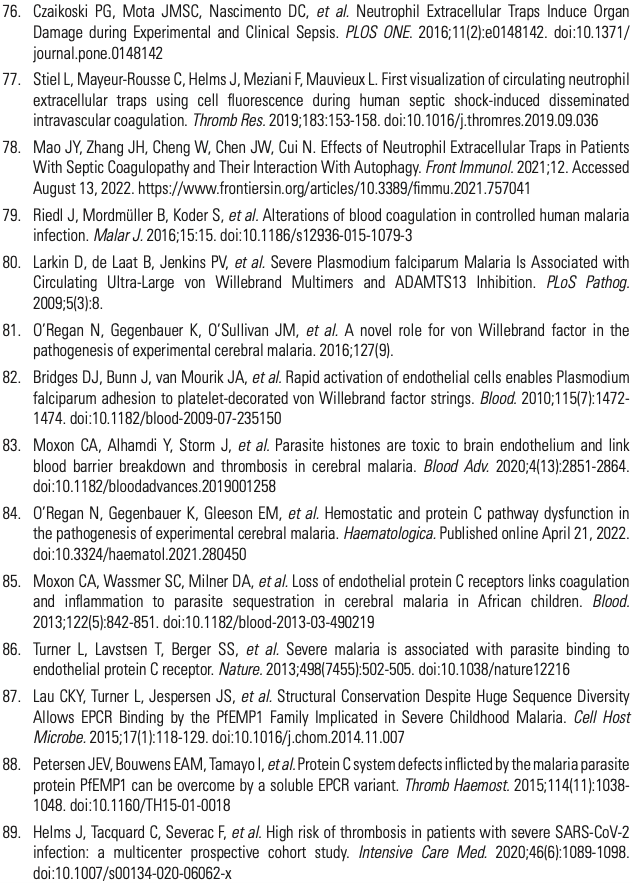 76. Czaikoski PG, Mota JMSC, Nascimento DC, et al. Neutrophil Extracellular Traps Induce Organ
Damage during Experimental and Clinical Sepsis. PLOS ONE. 2016;11(2):e0148142. doi:10.1371/
journal.pone.0148142
77. Stiel L, Mayeur-Rousse C, Helms J, Meziani F, Mauvieux L. First visualization of circulating neutrophil
extracellular traps using cell fluorescence during human septic shock-induced disseminated
intravascular coagulation. Thromb Res. 2019;183:153-158. doi:10.1016/j.thromres.2019.09.036
78. Mao JY, Zhang JH, Cheng W, Chen JW, Cui N. Effects of Neutrophil Extracellular Traps in Patients
With Septic Coagulopathy and Their Interaction With Autophagy. Front Immunol. 2021;12. Accessed
August 13, 2022. https://www.frontiersin.org/articles/10.3389/fimmu.2021.757041
79. Riedl J, Mordmüller B, Koder S, et al. Alterations of blood coagulation in controlled human malaria
infection. Malar J. 2016;15:15. doi:10.1186/s12936-015-1079-3
80. Larkin D, de Laat B, Jenkins PV, et al. Severe Plasmodium falciparum Malaria Is Associated with
Circulating Ultra-Large von Willebrand Multimers and ADAMTS13 Inhibition. PLoS Pathog.
2009;5(3):8.
81. O'Regan N, Gegenbauer K, O'Sullivan JM, et al. A novel role for von Willebrand factor in the
pathogenesis of experimental cerebral malaria. 2016;127(9).
82. Bridges DJ, Bunn J, van Mourik JA, et al. Rapid activation of endothelial cells enables Plasmodium
falciparum adhesion to platelet-decorated von Willebrand factor strings. Blood. 2010;115(7):1472-
1474. doi:10.1182/blood-2009-07-235150
83. Moxon CA, Alhamdi Y, Storm J, et al. Parasite histones are toxic to brain endothelium and link
blood barrier breakdown and thrombosis in cerebral malaria. Blood Adv. 2020;4(13):2851-2864.
doi:10.1182/bloodadvances.2019001258
84. O'Regan N, Gegenbauer K, Gleeson EM, et al. Hemostatic and protein C pathway dysfunction in
the pathogenesis of experimental cerebral malaria. Haematologica. Published online April 21, 2022.
doi:10.3324/haematol.2021.280450
85. Moxon CA, Wassmer SC, Milner DA, et al. Loss of endothelial protein C receptors links coagulation
and inflammation to parasite sequestration in cerebral malaria in African children. Blood.
2013;122(5):842-851. doi:10.1182/blood-2013-03-490219
86. Turner L, Lavstsen T, Berger SS, et al. Severe malaria is associated with parasite binding to
endothelial protein C receptor. Nature. 2013;498(7455):502-505. doi:10.1038/nature12216
87. Lau CKY, Turner L, Jespersen JS, et al. Structural Conservation Despite Huge Sequence Diversity
Allows EPCR Binding by the PfEMP1 Family Implicated in Severe Childhood Malaria. Cell Host
Microbe. 2015;17(1):118-129. doi:10.1016/j.chom.2014.11.007
88. Petersen JEV, Bouwens EAM, Tamayo I, et al. Protein C system defects inflicted by the malaria parasite
protein PfEMP1 can be overcome by a soluble EPCR variant. Thromb Haemost. 2015;114(11):1038-
1048. doi:10.1160/TH15-01-0018
89. Helms J, Tacquard C, Severac F, et al. High risk of thrombosis in patients with severe SARS-CoV-2
infection: a multicenter prospective cohort study. Intensive Care Med. 2020;46(6):1089-1098.
doi:10.1007/s00134-020-06062-x